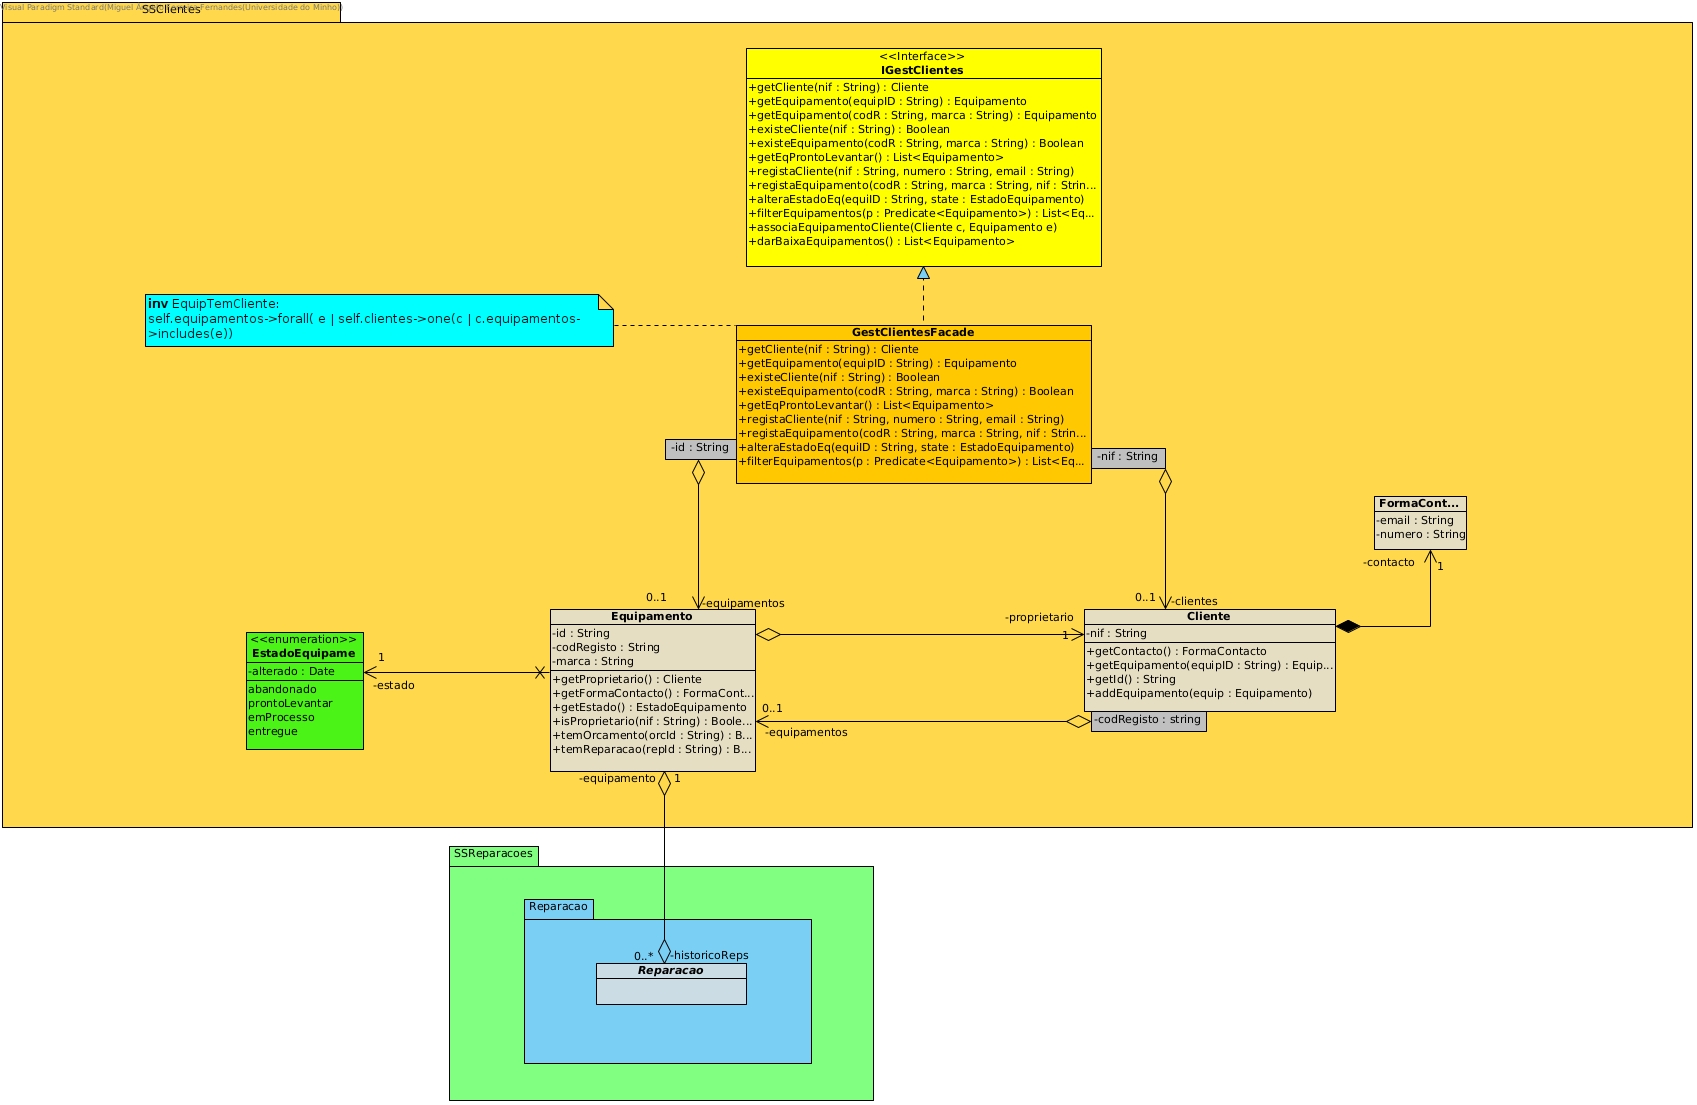 Visual Paradigm Standard(Miguel Fernandes(Universidade do Minho)
SSClientes
<<Interface>>
IGestClientes
+getCliente(nif : String) : Cliente
+getEquipamento(equipID : String) : Equipamento
+getEquipamento(codR : String, marca : String) : Equipamento
+existeCliente(nif : String) : Boolean
+existeEquipamento(codR : String, marca : String) : Boolean
+getEqProntoLevantar() : List<Equipamento>
+registaCliente(nif : String, numero : String, email : String)
+registaEquipamento(codR : String, marca : String, nif : Strin...
+alteraEstadoEq(equiID : String, state : EstadoEquipamento)
+filterEquipamentos(p : Predicate<Equipamento>) : List<Eq...
+associaEquipamentoCliente(Cliente c, Equipamento e)
+darBaixaEquipamentos() : List<Equipamento>
inv EquipTemCliente:
self.equipamentos->forall( e | self.clientes->one(c | c.equipamentos-
>includes(e))
GestClientesFacade
+getCliente(nif : String) : Cliente
+getEquipamento(equipID : String) : Equipamento
+existeCliente(nif : String) : Boolean
+existeEquipamento(codR : String, marca : String) : Boolean
+getEqProntoLevantar() : List<Equipamento>
+registaCliente(nif : String, numero : String, email : String)
+registaEquipamento(codR : String, marca : String, nif : Strin...
+alteraEstadoEq(equiID : String, state : EstadoEquipamento)
+filterEquipamentos(p : Predicate<Equipamento>) : List<Eq...
-id : String
-nif : String
FormaCont...
-email : String
-numero : String
-contacto
1
0..1
-equipamentos
0..1
-clientes
Equipamento
-id : String
-codRegisto : String
-marca : String
+getProprietario() : Cliente
+getFormaContacto() : FormaCont...
+getEstado() : EstadoEquipamento
+isProprietario(nif : String) : Boole...
+temOrcamento(orcId : String) : B...
+temReparacao(repId : String) : B...
-proprietario
1
Cliente
-nif : String
+getContacto() : FormaContacto
+getEquipamento(equipID : String) : Equip...
+getId() : String
+addEquipamento(equip : Equipamento)
-codRegisto : string
0..1
-equipamentos
<<enumeration>>
EstadoEquipame
-alterado : Date
abandonado
prontoLevantar
emProcesso
entregue
1
-estado
-equipamento
1
SSReparacoes
Reparacao
0..*
-historicoReps
Reparacao